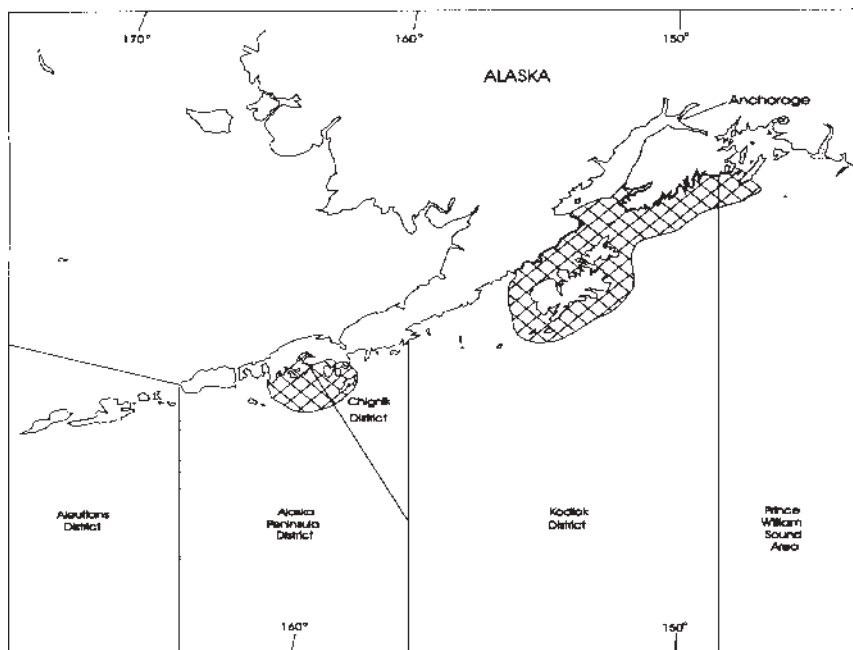 170°
160°
150°
ALASKA
Anchorage
Chignik
District
Aleutians
District
Alaska
Peninsula
District
Kodiak
District
Prince
William
Sound
Area
160°
150°